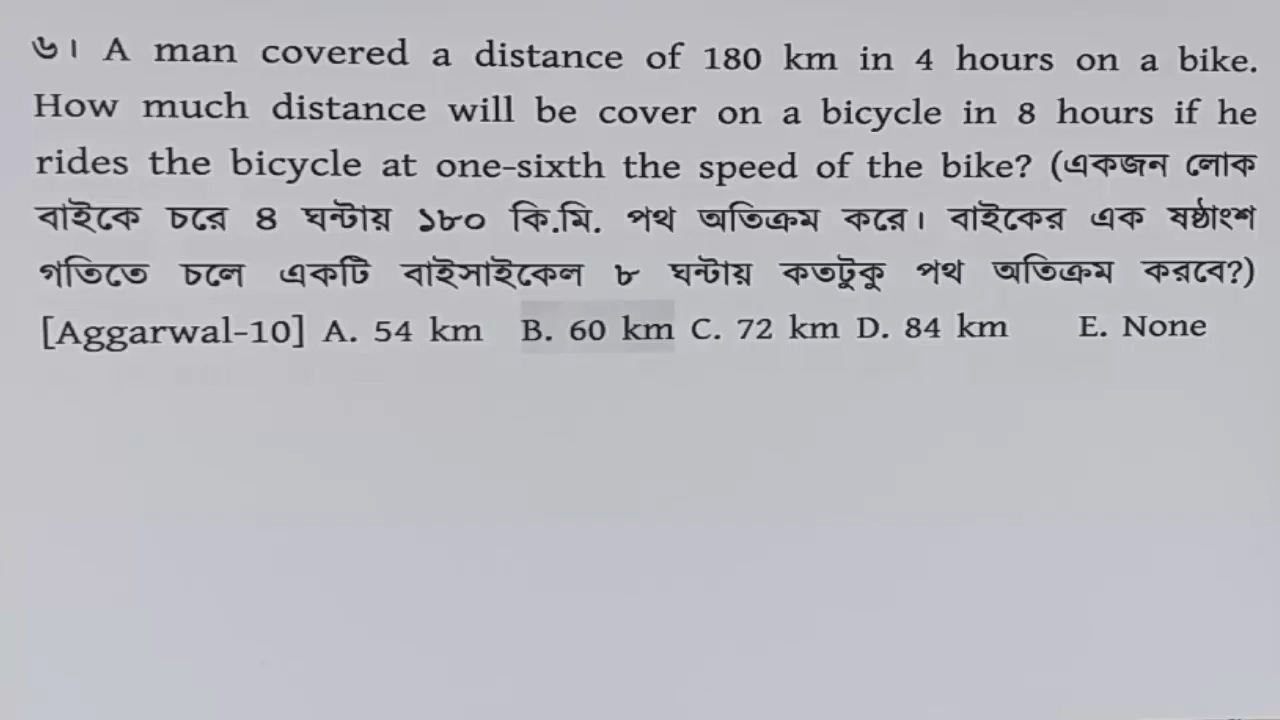 ৬। A man covered a distance of 180 km in 4 hours on a bike.
How much distance will be cover on a bicycle in 8 hours if he
rides the bicycle at one-sixth the speed of the bike? (একজন লোক
বাইকে চরে ৪ ঘন্টায় ১৮০ কি.মি. পথ অতিক্রম করে। বাইকের এক ষষ্ঠাংশ
গতিতে চলে একটি বাইসাইকেল ৮ ঘন্টায় কতটুকু পথ অতিক্রম করবে?)
[Aggarwal-10] A. 54 km B. 60 km C. 72 km D. 84 km E. None